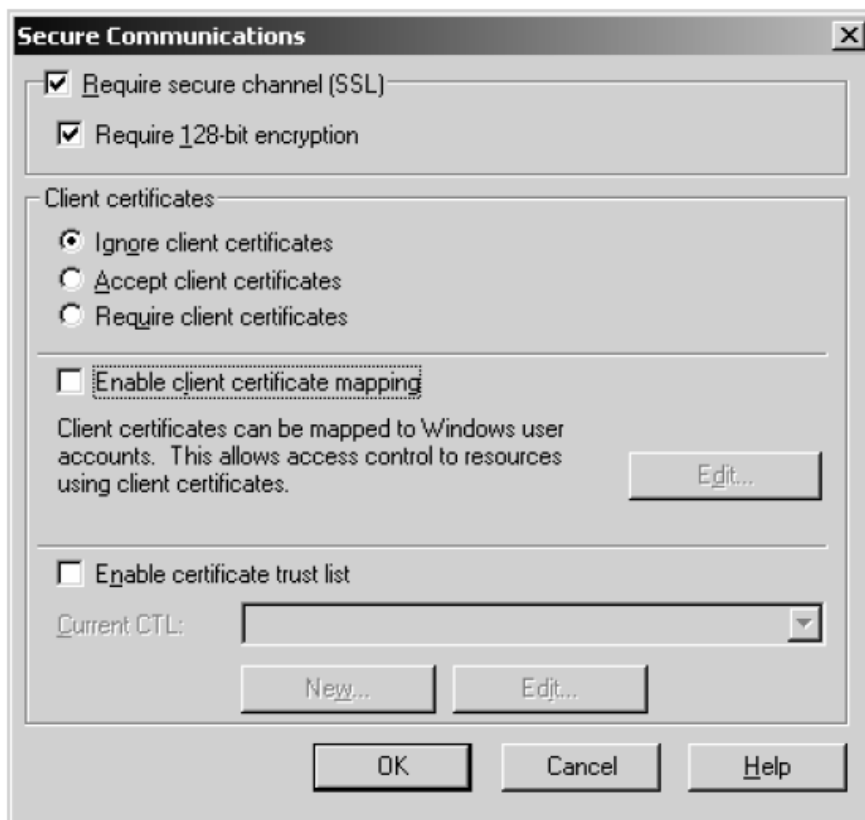 Secure Communications
Require secure channel (SSL)
Require 128-bit encryption
Client certificates
Ignore client certificates
Accept client certificates
Require client certificates
Enable client certificate mapping
Client certificates can be mapped to Windows user
accounts. This allows access control to resources
using client certificates.
Edit...
Enable certificate trust list
Current CTL:
New...
Edit...
OK
Cancel
Help